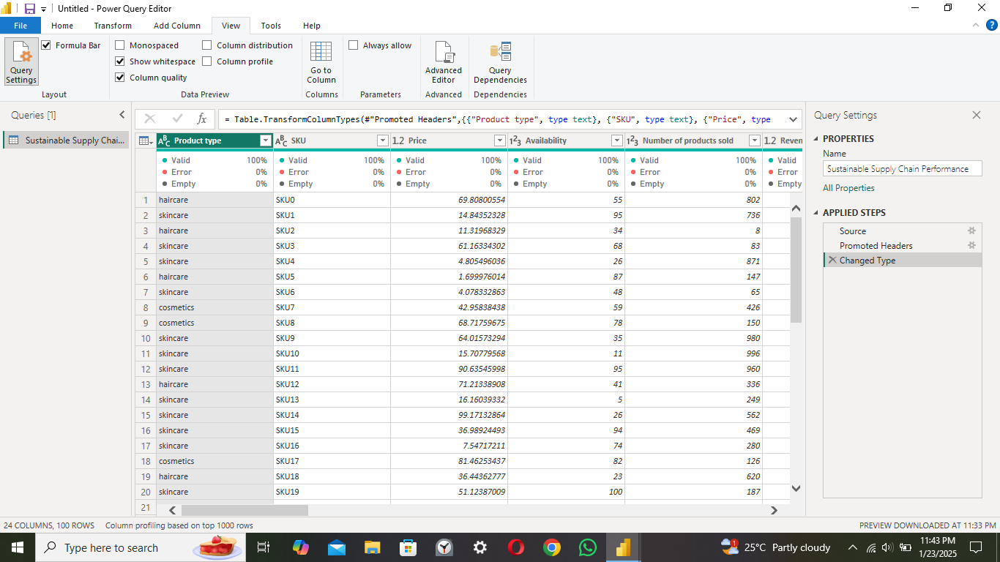 Untitled - Power Query Editor
File Home Transform Add Column View Tools Help
Query Settings
Formula Bar
Layout
Monospaced
Show whitespace
Column quality
Column distribution
Column profile
Data Preview
Go to Column
Columns
Always allow
Parameters
Advanced Editor
Advanced
Query Dependencies
Dependencies
Queries [1]
Sustainable Supply Chai...
fx = Table.TransformColumnTypes(#"Promoted Headers",{{"Product type", type text}, {"SKU", type text}, {"Price", type
ABC Product type ABC SKU 1.2 Price 123 Availability 123 Number of products sold 1.2 Reven
Valid 100% Valid 100% Valid 100% Valid 100% Valid 100% Valid
Error 0% Error 0% Error 0% Error 0% Error 0% Error
Empty 0% Empty 0% Empty 0% Empty 0% Empty 0% Empty
1 haircare SKU0 69.80800554 55 802
2 skincare SKU1 14.84352328 95 736
3 haircare SKU2 11.31968329 34 8
4 skincare SKU3 61.16334302 68 83
5 skincare SKU4 4.805496036 26 871
6 haircare SKU5 1.699976014 87 147
7 skincare SKU6 4.078332863 48 65
8 cosmetics SKU7 42.95838438 59 426
9 cosmetics SKU8 68.71759675 78 150
10 skincare SKU9 64.01573294 35 980
11 skincare SKU10 15.70779568 11 996
12 skincare SKU11 90.63545998 95 960
13 haircare SKU12 71.21338908 41 336
14 skincare SKU13 16.16039332 5 249
15 skincare SKU14 99.17132864 26 562
16 skincare SKU15 36.98924493 94 469
17 skincare SKU16 7.54717211 74 280
18 cosmetics SKU17 81.46253437 82 126
19 haircare SKU18 36.44362777 23 620
20 skincare SKU19 51.12387009 100 187
21
Query Settings
PROPERTIES
Name
Sustainable Supply Chain Performance
All Properties
APPLIED STEPS
Source
Promoted Headers
Changed Type
24 COLUMNS, 100 ROWS Column profiling based on top 1000 rows
PREVIEW DOWNLOADED AT 11:33 PM
Type here to search
1
25°C Partly cloudy
11:43 PM
1/23/2025